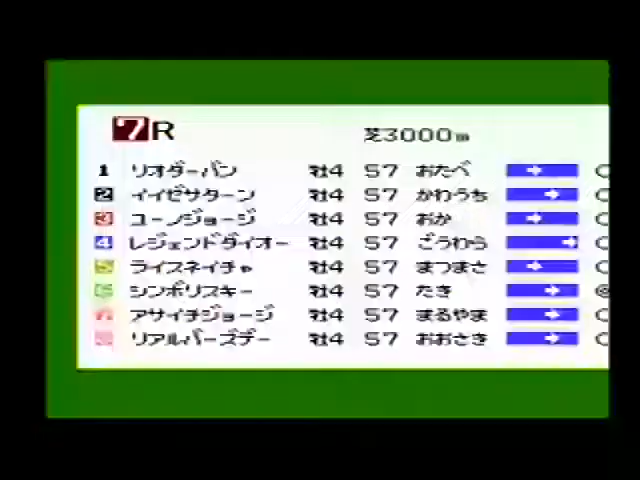 7R 芝3000m
1 リオダーバン 牡4 57 おたべ → ○
2 イイゼサターン 牡4 57 かわうち → ○
3 ユーノジョージ 牡4 57 おか → ○
4 レジェンドダイオー 牡4 57 ごうわら → ○
5 ライスネイチャ 牡4 57 まつまさ → ○
6 シンボリスキー 牡4 57 たき → ◎
7 アサイチジョージ 牡4 57 まるやま → ○
8 リアルバースデー 牡4 57 おおさき → ○